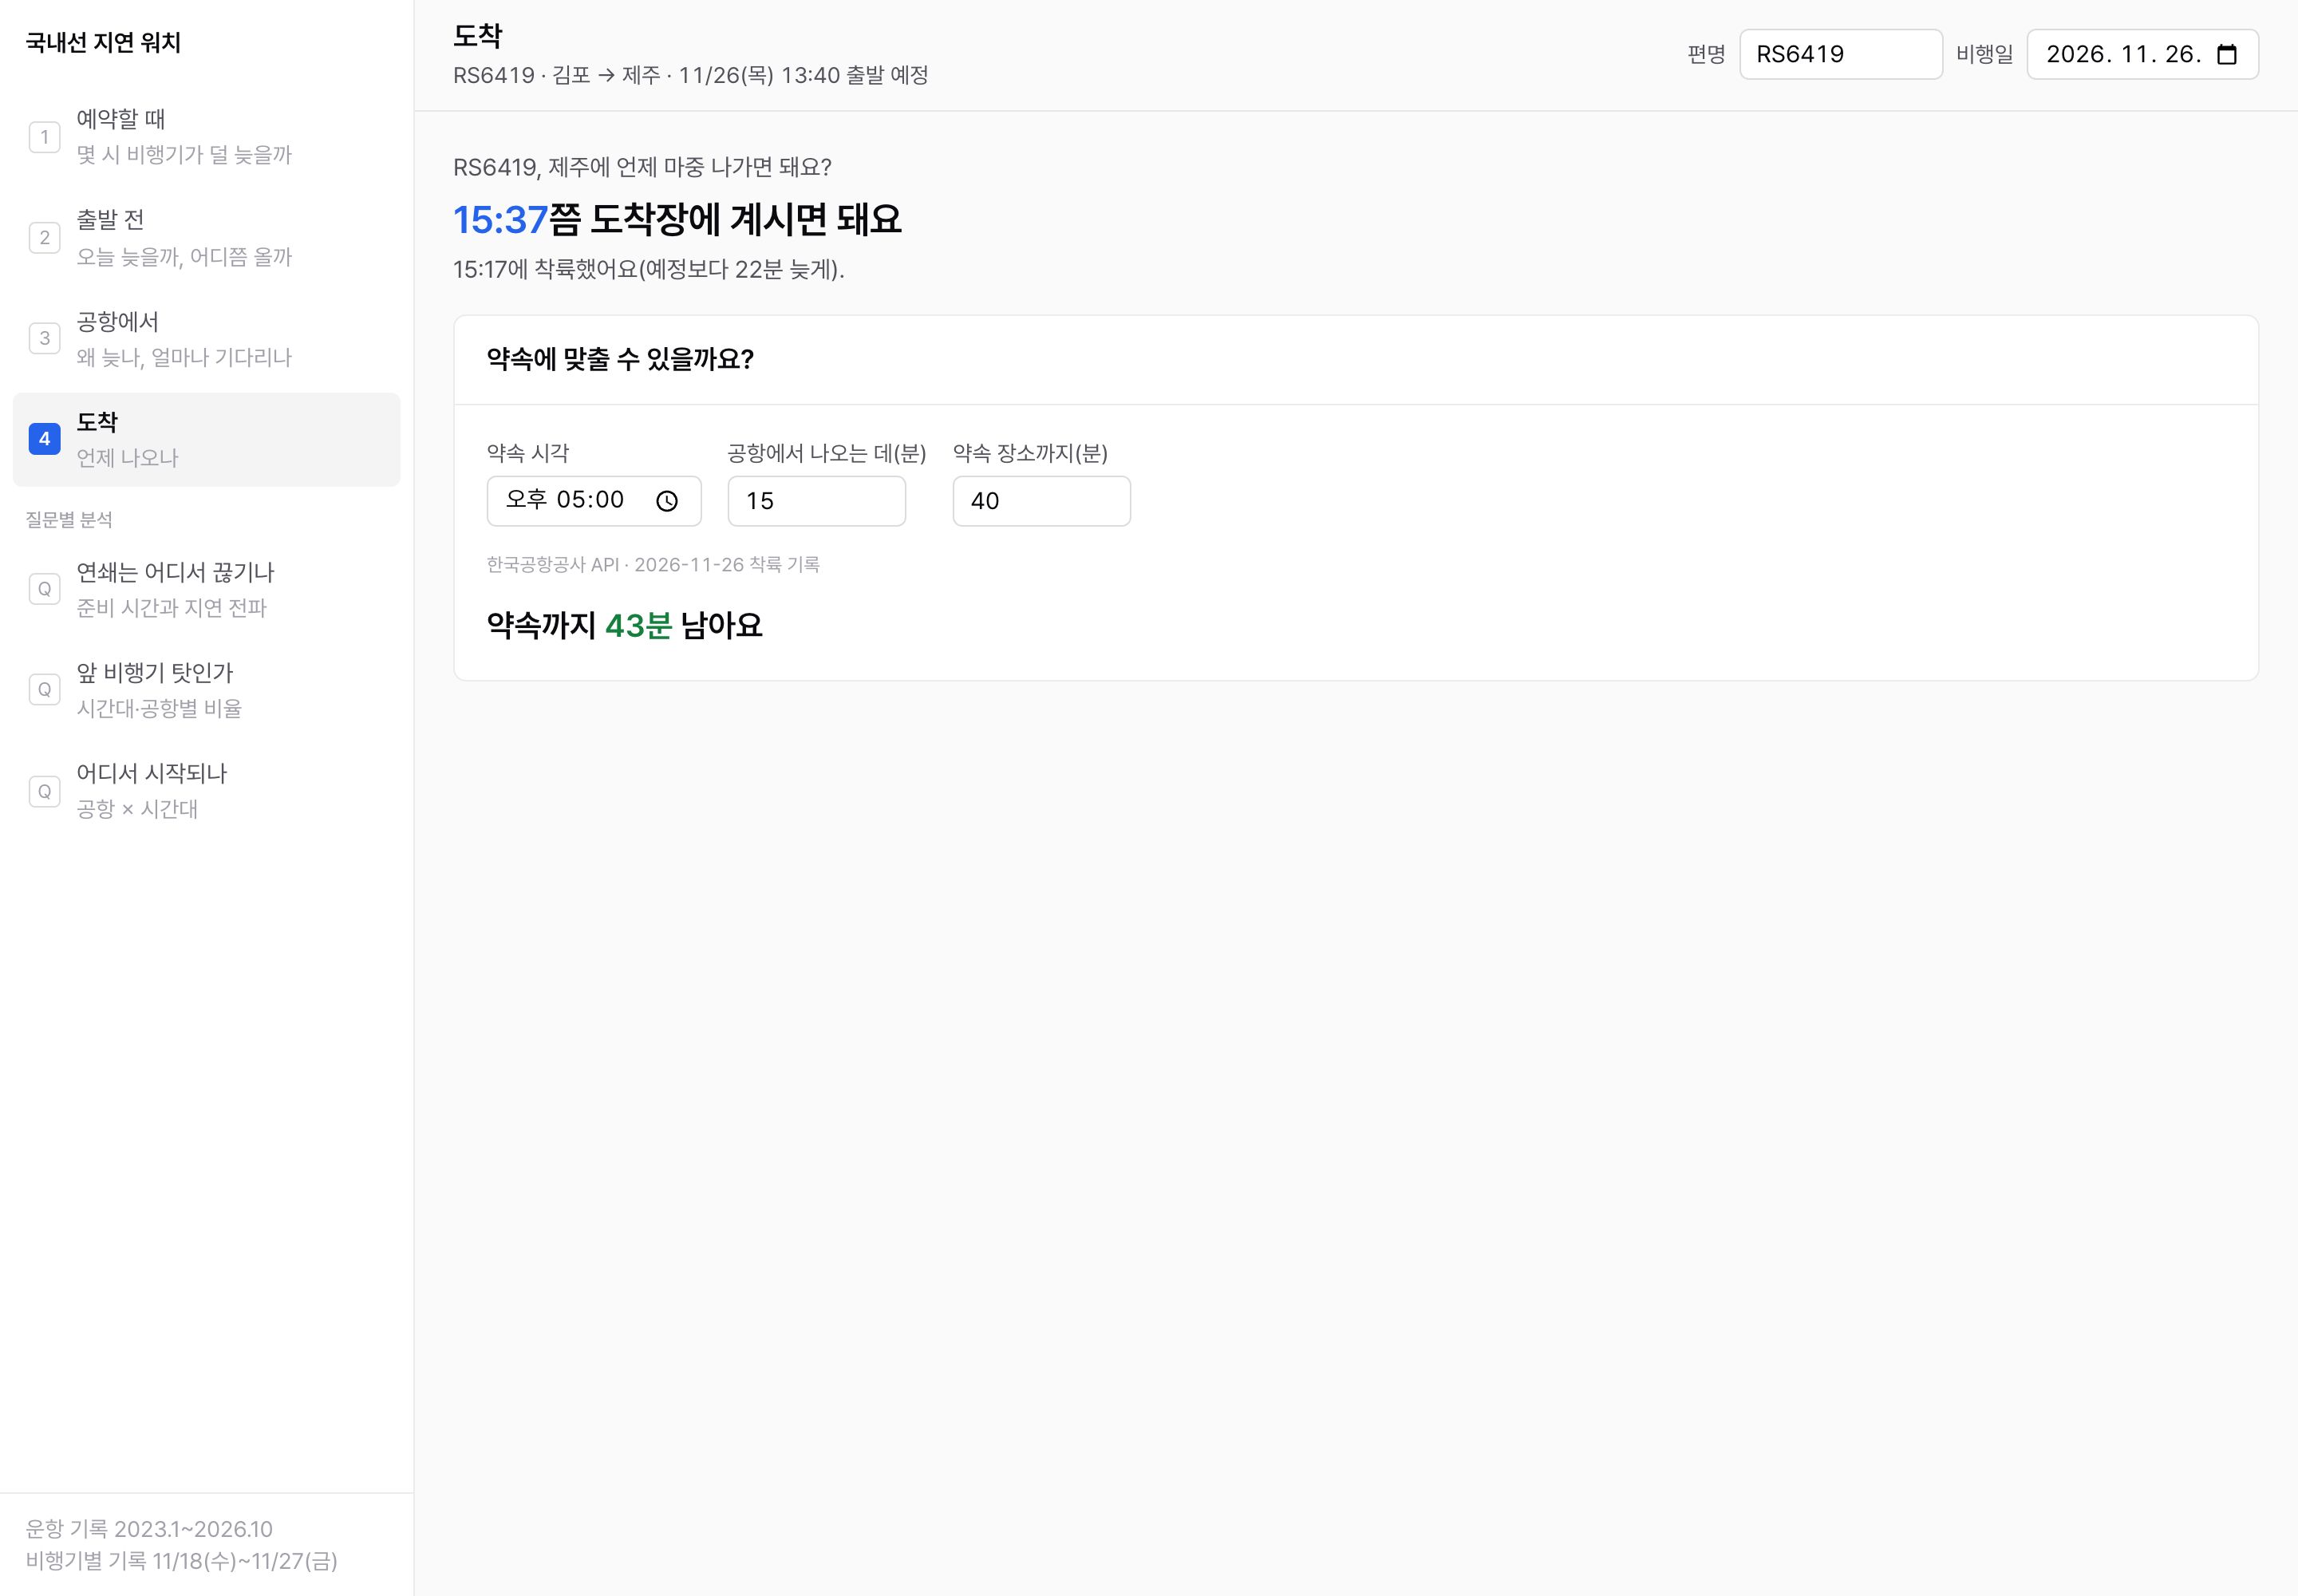 국내선 지연 워치
1
예약할 때
몇 시 비행기가 덜 늦을까
2
출발 전
오늘 늦을까, 어디쯤 올까
3
공항에서
왜 늦나, 얼마나 기다리나
4
도착
언제 나오나
질문별 분석
Q
연쇄는 어디서 끊기나
준비 시간과 지연 전파
Q
앞 비행기 탓인가
시간대·공항별 비율
Q
어디서 시작되나
공항 × 시간대
운항 기록 2023.1~2026.10
비행기별 기록 11/18(수)~11/27(금)
도착
RS6419 · 김포 → 제주 · 11/26(목) 13:40 출발 예정
편명 RS6419 비행일 2026. 11. 26.
RS6419, 제주에 언제 마중 나가면 돼요?
15:37쯤 도착장에 계시면 돼요
15:17에 착륙했어요(예정보다 22분 늦게).
약속에 맞출 수 있을까요?
약속 시각 공항에서 나오는 데(분) 약속 장소까지(분)
오후 05:00 15 40
한국공항공사 API · 2026-11-26 착륙 기록
약속까지 43분 남아요